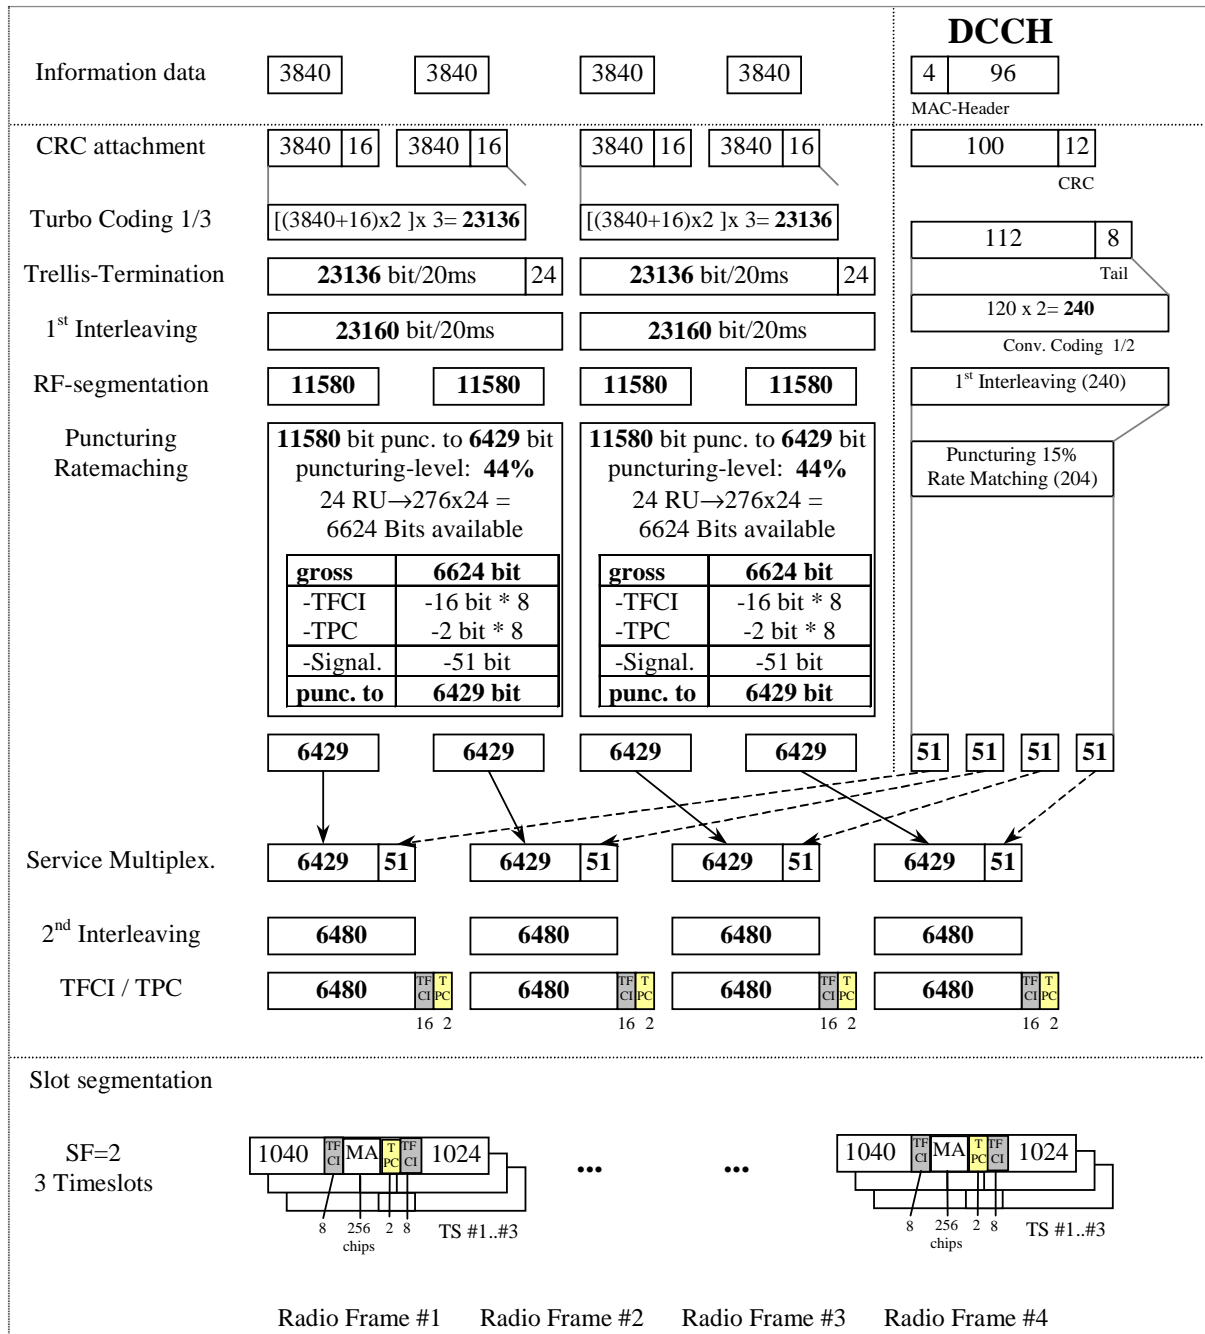 DCCH
Information data 3840 3840 3840 3840 4 96
MAC-Header
CRC attachment 3840 16 3840 16 3840 16 3840 16 100 12
CRC
Turbo Coding 1/3 [(3840+16)x2 ]x 3= 23136 [(3840+16)x2 ]x 3= 23136
112 8
Trellis-Termination 23136 bit/20ms 24 23136 bit/20ms 24 Tail
120 x 2= 240
1st Interleaving 23160 bit/20ms 23160 bit/20ms
Conv. Coding 1/2
RF-segmentation 11580 11580 11580 11580 1st Interleaving (240)
Puncturing
Ratemaching
11580 bit punc. to 6429 bit
puncturing-level: 44%
24 RU→276x24 =
6624 Bits available
gross 6624 bit
-TFCI -16 bit * 8
-TPC -2 bit * 8
-Signal. -51 bit
punc. to 6429 bit
11580 bit punc. to 6429 bit
puncturing-level: 44%
24 RU→276x24 =
6624 Bits available
gross 6624 bit
-TFCI -16 bit * 8
-TPC -2 bit * 8
-Signal. -51 bit
punc. to 6429 bit
Puncturing 15%
Rate Matching (204)
6429 6429 6429 6429 51 51 51 51
Service Multiplex. 6429 51 6429 51 6429 51 6429 51
2nd Interleaving 6480 6480 6480 6480
TFCI / TPC 6480 TF CI T PC 6480 TF CI T PC 6480 TF CI T PC 6480 TF CI T PC
16 2 16 2 16 2 16 2
Slot segmentation
SF=2
3 Timeslots
1040 TF CI MA T PC TF CI 1024 ... ... 1040 TF CI MA T PC TF CI 1024
8 256 2 8 TS #1..#3 8 256 2 8 TS #1..#3
chips chips
Radio Frame #1 Radio Frame #2 Radio Frame #3 Radio Frame #4